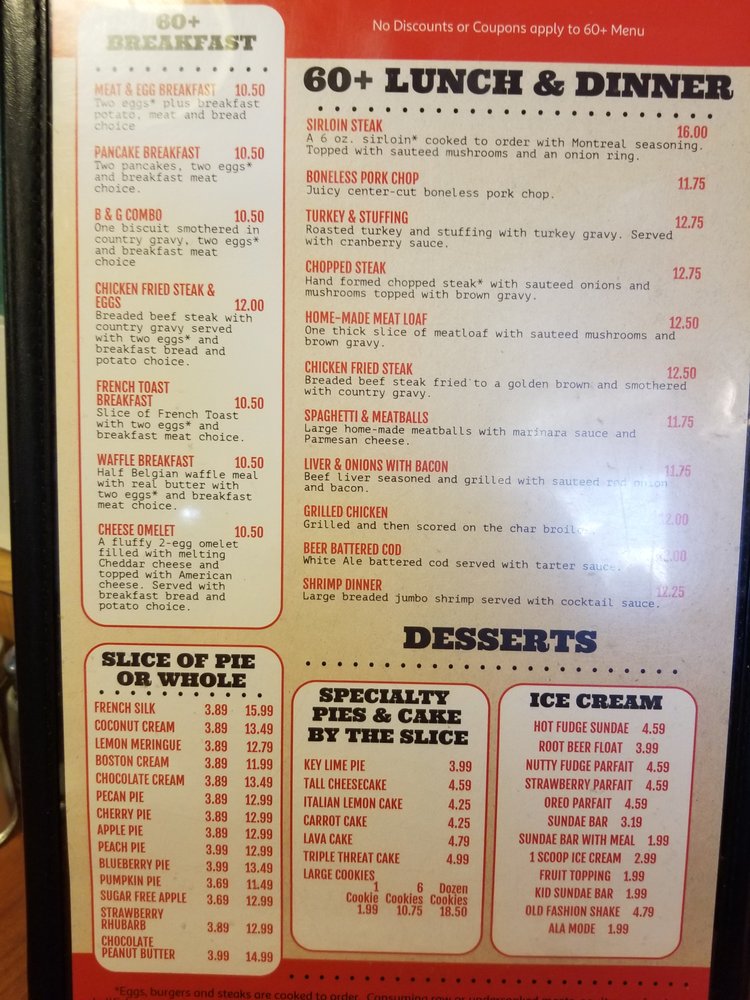 No Discounts or Coupons apply to 60+ Menu
60+
BREAKFAST
MEAT & EGG BREAKFAST 10.50
Two eggs* plus breakfast
potato, meat and bread
choice
PANCAKE BREAKFAST 10.50
Two pancakes, two eggs*
and breakfast meat
choice.
B & G COMBO 10.50
One biscuit smothered in
country gravy, two eggs*
and breakfast meat
choice
CHICKEN FRIED STEAK &
EGGS 12.00
Breaded beef steak with
country gravy served
with two eggs* and
breakfast bread and
potato choice.
FRENCH TOAST
BREAKFAST 10.50
Slice of French Toast
with two eggs* and
breakfast meat choice.
WAFFLE BREAKFAST 10.50
Half Belgian waffle meal
with real butter with
two eggs* and breakfast
meat choice.
CHEESE OMELET 10.50
A fluffy 2-egg omelet
filled with melting
Cheddar cheese and
topped with American
cheese. Served with
breakfast bread and
potato choice.
60+ LUNCH & DINNER
SIRLOIN STEAK 16.00
A 6 oz. sirloin* cooked to order with Montreal seasoning.
Topped with sauteed mushrooms and an onion ring.
BONELESS PORK CHOP 11.75
Juicy center-cut boneless pork chop.
TURKEY & STUFFING 12.75
Roasted turkey and stuffing with turkey gravy. Served
with cranberry sauce.
CHOPPED STEAK 12.75
Hand formed chopped steak* with sauteed onions and
mushrooms topped with brown gravy.
HOME-MADE MEAT LOAF 12.50
One thick slice of meatloaf with sauteed mushrooms and
brown gravy.
CHICKEN FRIED STEAK 12.50
Breaded beef steak fried to a golden brown and smothered
with country gravy.
SPAGHETTI & MEATBALLS 11.75
Large home-made meatballs with marinara sauce and
Parmesan cheese.
LIVER & ONIONS WITH BACON 11.75
Beef liver seasoned and grilled with sauteed red onion
and bacon.
GRILLED CHICKEN 12.00
Grilled and then scored on the char
BEER BATTERED COD
White Ale battered cod served with tarter sauce.
SHRIMP DINNER 12.25
Large breaded jumbo shrimp served with cocktail sauce.
DESSERTS
SLICE OF PIE
OR WHOLE
FRENCH SILK 3.89 15.99
COCONUT CREAM 3.89 13.49
LEMON MERINGUE 3.89 12.79
BOSTON CREAM 3.89 11.99
CHOCOLATE CREAM 3.89 13.49
PECAN PIE 3.89 12.99
CHERRY PIE 3.89 12.99
APPLE PIE 3.89 12.99
PEACH PIE 3.99 12.99
BLUEBERRY PIE 3.99 13.49
PUMPKIN PIE 3.69 11.49
SUGAR FREE APPLE 3.69 12.99
STRAWBERRY
RHUBARB 3.89 12.99
CHOCOLATE
PEANUT BUTTER 3.99 14.99
SPECIALTY
PIES & CAKE
BY THE SLICE
KEY LIME PIE 3.99
TALL CHEESECAKE 4.59
ITALIAN LEMON CAKE 4.25
CARROT CAKE 4.25
LAVA CAKE 4.79
TRIPLE THREAT CAKE 4.99
LARGE COOKIES
1 6 Dozen
Cookie Cookies Cookies
1.99 10.75 18.50
ICE CREAM
HOT FUDGE SUNDAE 4.59
ROOT BEER FLOAT 3.99
NUTTY FUDGE PARFAIT 4.59
STRAWBERRY PARFAIT 4.59
OREO PARFAIT 4.59
SUNDAE BAR 3.19
SUNDAE BAR WITH MEAL 1.99
1 SCOOP ICE CREAM 2.99
FRUIT TOPPING 1.99
KID SUNDAE BAR 1.99
OLD FASHION SHAKE 4.79
ALA MODE 1.99
*Eggs, burgers and steaks are cooked to order. Consuming raw or undercooked